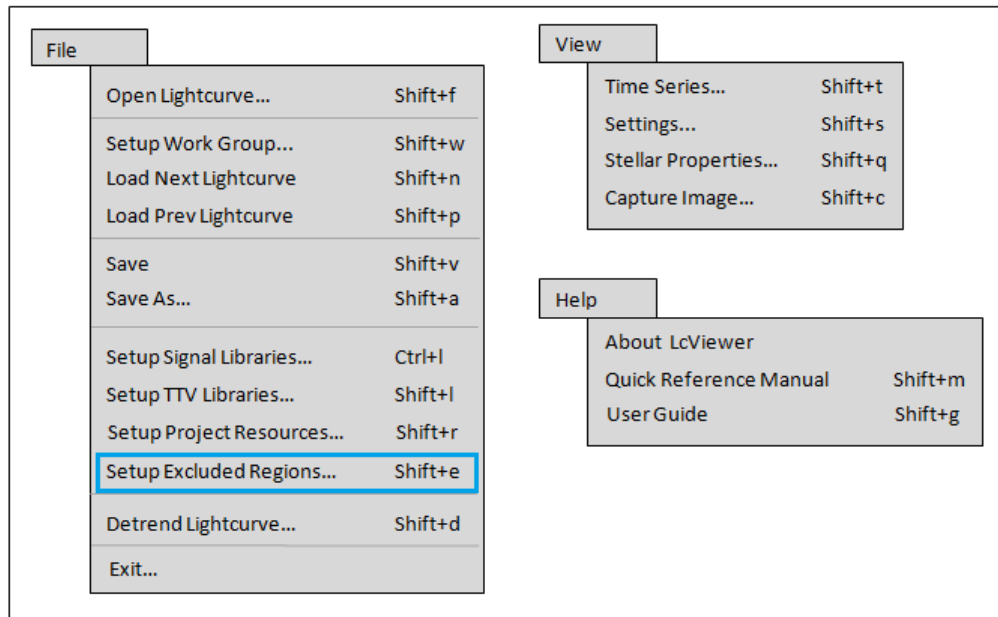 File
Open Lightcurve... Shift+f
Setup Work Group... Shift+w
Load Next Lightcurve Shift+n
Load Prev Lightcurve Shift+p
Save Shift+v
Save As... Shift+a
Setup Signal Libraries... Ctrl+l
Setup TTV Libraries... Shift+l
Setup Project Resources... Shift+r
Setup Excluded Regions... Shift+e
Detrend Lightcurve... Shift+d
Exit...
View
Time Series... Shift+t
Settings... Shift+s
Stellar Properties... Shift+q
Capture Image... Shift+c
Help
About LcViewer
Quick Reference Manual Shift+m
User Guide Shift+g